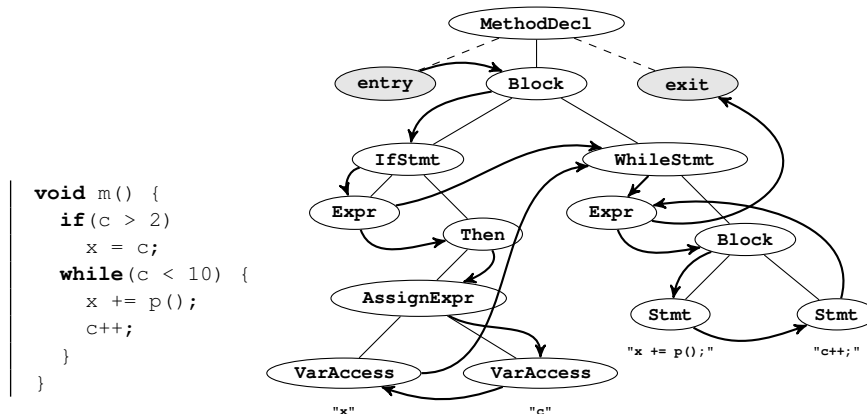 void m() {
if(c > 2)
x = c;
while(c < 10) {
x += p();
c++;
}
}
MethodDecl
entry
Block
exit
IfStmt
WhileStmt
Expr
Then
Expr
Block
AssignExpr
Stmt
Stmt
"x += p();"
"c++;"
VarAccess
VarAccess
"x"
"c"